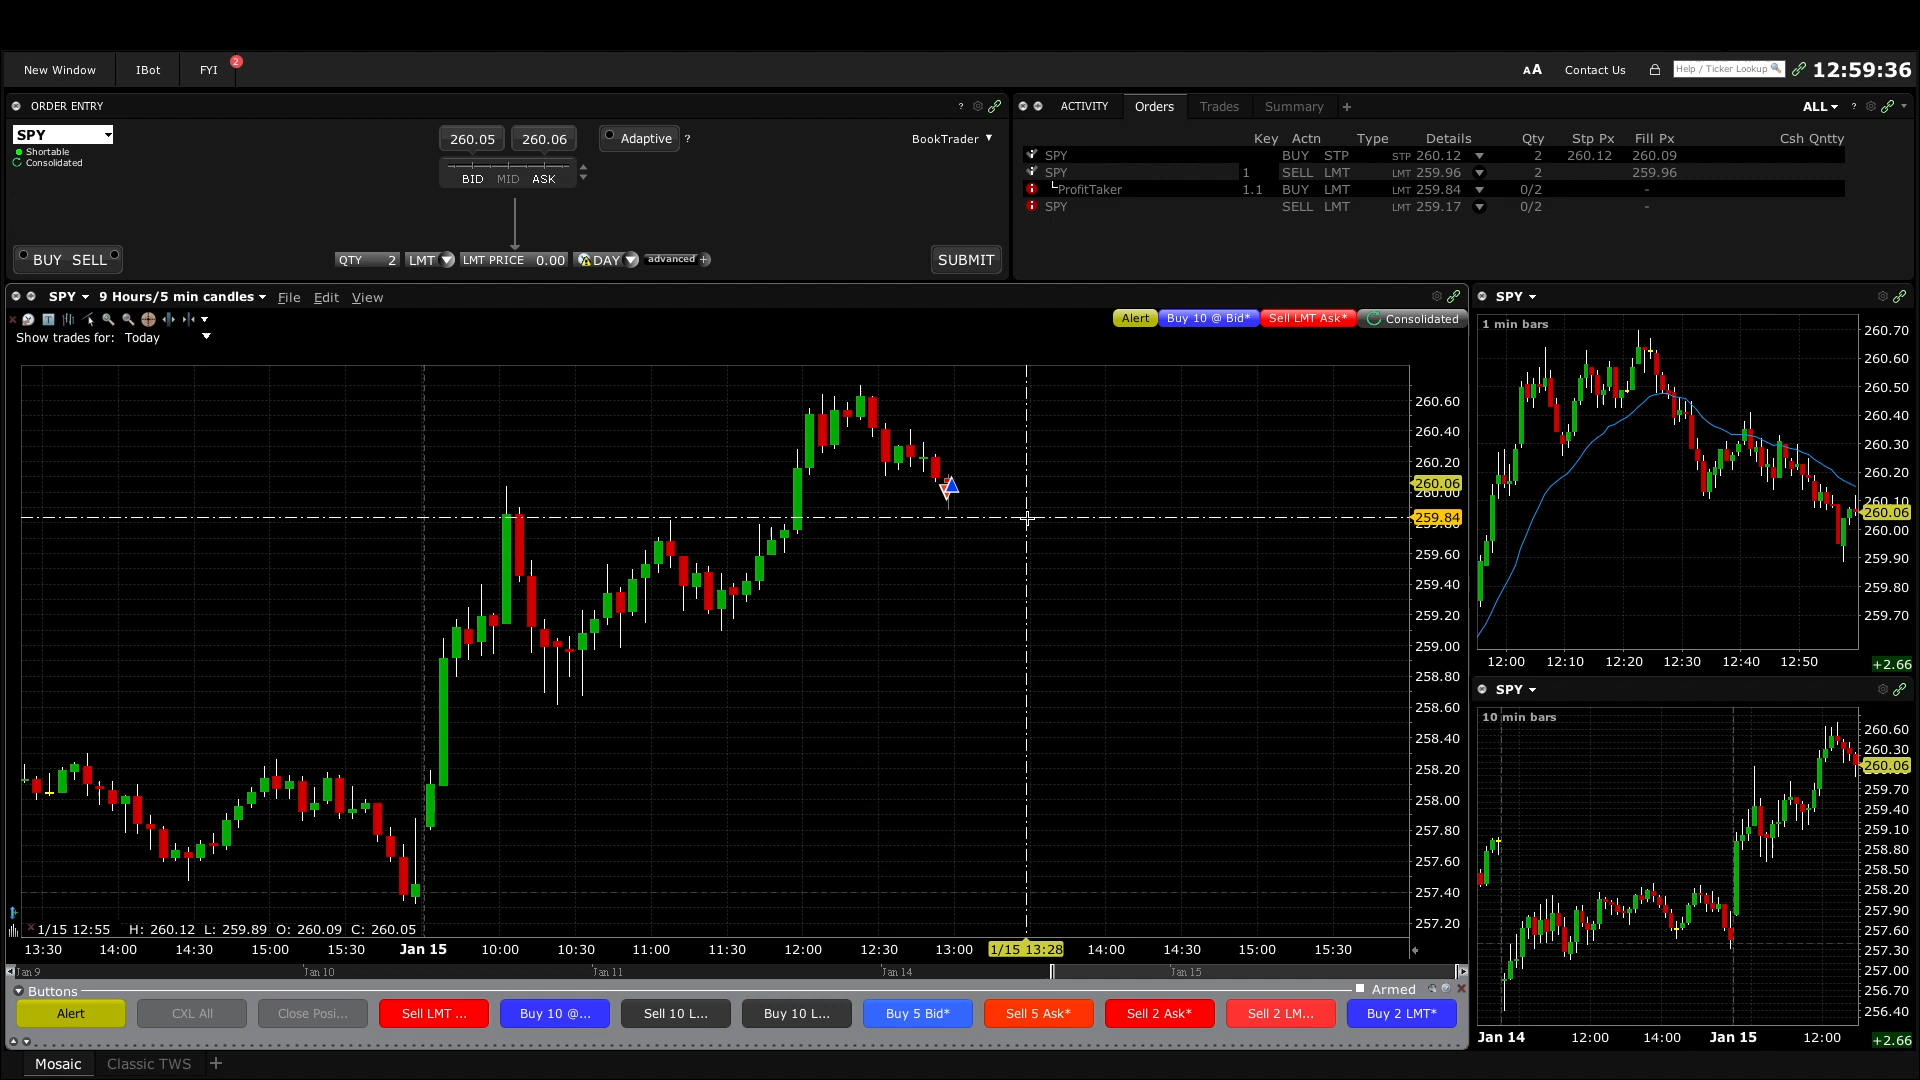 New Window IBot FYI 2 AA Contact Us Help / Ticker Lookup 12:59:36
ORDER ENTRY ?
SPY
Shortable
Consolidated
260.05 260.06 Adaptive ? BookTrader
BID MID ASK
BUY SELL QTY 2 LMT LMT PRICE 0.00 DAY advanced + SUBMIT
ACTIVITY Orders Trades Summary + ALL ?
Key Actn Type Details Qty Stp Px Fill Px Csh Qntty
SPY BUY STP STP 260.12 2 260.12 260.09
SPY 1 SELL LMT LMT 259.96 2 259.96
ProfitTaker 1.1 BUY LMT LMT 259.84 0/2 -
SPY SELL LMT LMT 259.17 0/2 -
SPY 9 Hours/5 min candles File Edit View
Alert Buy 10 @ Bid* Sell LMT Ask* Consolidated
Show trades for: Today
260.60
260.40
260.20
260.06
260.00
259.84
259.60
259.40
259.20
259.00
258.80
258.60
258.40
258.20
258.00
257.80
257.60
257.40
257.20
1/15 12:55 H: 260.12 L: 259.89 O: 260.09 C: 260.05
13:30 14:00 14:30 15:00 15:30 Jan 15 10:00 10:30 11:00 11:30 12:00 12:30 13:00 1/15 13:28 14:00 14:30 15:00 15:30
Jan 9 Jan 10 Jan 11 Jan 14 Jan 15
Buttons Armed
Alert CXL All Close Posi... Sell LMT ... Buy 10 @... Sell 10 L... Buy 10 L... Buy 5 Bid* Sell 5 Ask* Sell 2 Ask* Sell 2 LM... Buy 2 LMT*
Mosaic Classic TWS +
SPY
1 min bars
260.70
260.60
260.50
260.40
260.30
260.20
260.10
260.06
260.00
259.90
259.80
259.70
12:00 12:10 12:20 12:30 12:40 12:50
+2.66
SPY
10 min bars
260.60
260.30
260.06
259.70
259.40
259.10
258.80
258.50
258.20
257.90
257.60
257.30
257.00
256.70
256.40
Jan 14 12:00 14:00 Jan 15 12:00
+2.66